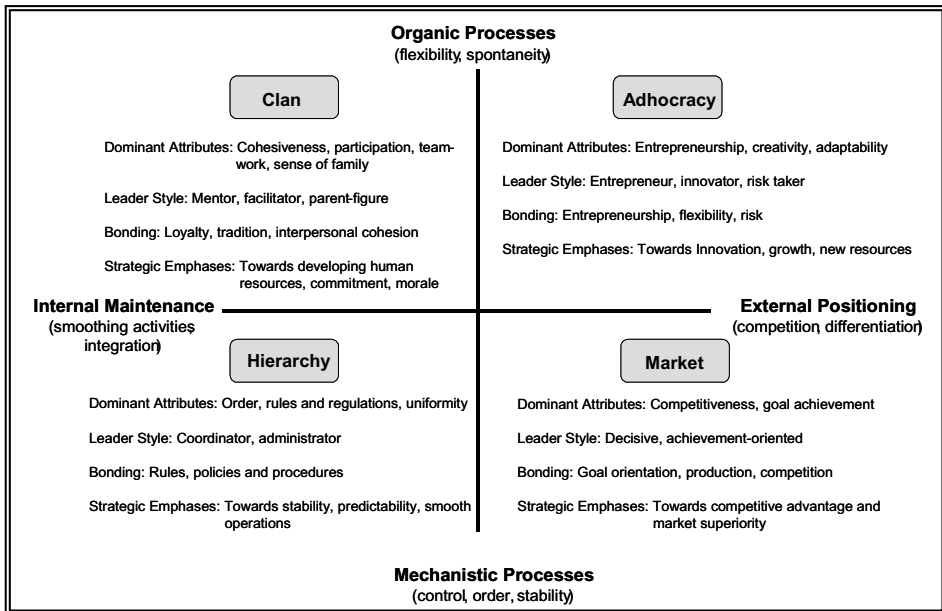 Organic Processes
(flexibility, spontaneity)
Clan
Dominant Attributes: Cohesiveness, participation, team-
work, sense of family
Leader Style: Mentor, facilitator, parent-figure
Bonding: Loyalty, tradition, interpersonal cohesion
Strategic Emphases: Towards developing human
resources, commitment, morale
Adhocracy
Dominant Attributes: Entrepreneurship, creativity, adaptability
Leader Style: Entrepreneur, innovator, risk taker
Bonding: Entrepreneurship, flexibility, risk
Strategic Emphases: Towards Innovation, growth, new resources
Internal Maintenance
(smoothing activities,
integration)
External Positioning
(competition, differentiation)
Hierarchy
Dominant Attributes: Order, rules and regulations, uniformity
Leader Style: Coordinator, administrator
Bonding: Rules, policies and procedures
Strategic Emphases: Towards stability, predictability, smooth
operations
Market
Dominant Attributes: Competitiveness, goal achievement
Leader Style: Decisive, achievement-oriented
Bonding: Goal orientation, production, competition
Strategic Emphases: Towards competitive advantage and
market superiority
Mechanistic Processes
(control, order, stability)